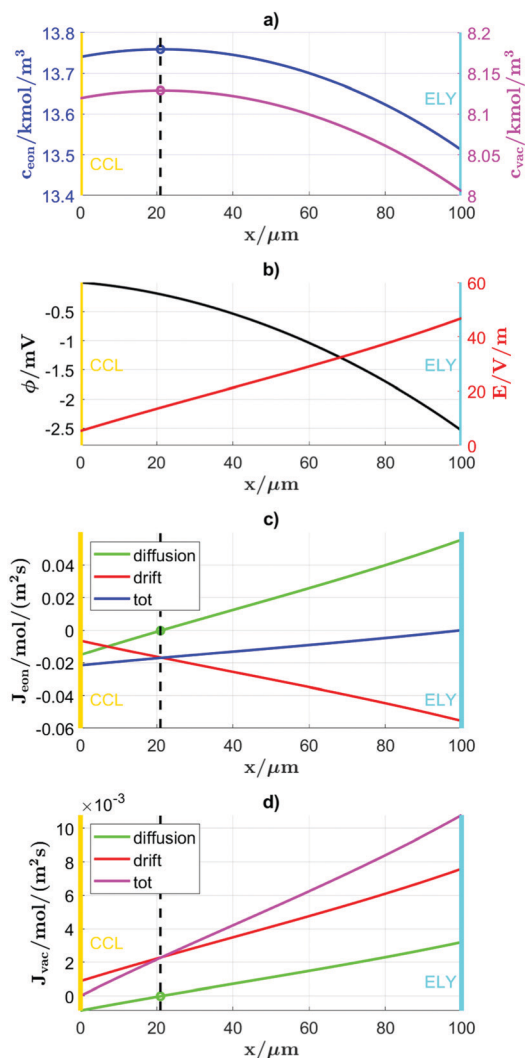 a)
13.8
13.7
13.6
13.5
13.4
c_eon/kmol/m³
8.2
8.15
8.1
8.05
8
c_vac/kmol/m³
CCL
ELY
0 20 40 60 80 100
x/μm
b)
-0.5
-1
-1.5
-2
-2.5
ϕ/mV
60
40
20
0
E/V/m
CCL
ELY
0 20 40 60 80 100
x/μm
c)
0.04
0.02
0
-0.02
-0.04
-0.06
J_eon/mol/(m²s)
diffusion
drift
tot
CCL
ELY
0 20 40 60 80 100
x/μm
d)
×10⁻³
10
8
6
4
2
0
J_vac/mol/(m²s)
diffusion
drift
tot
CCL
ELY
0 20 40 60 80 100
x/μm